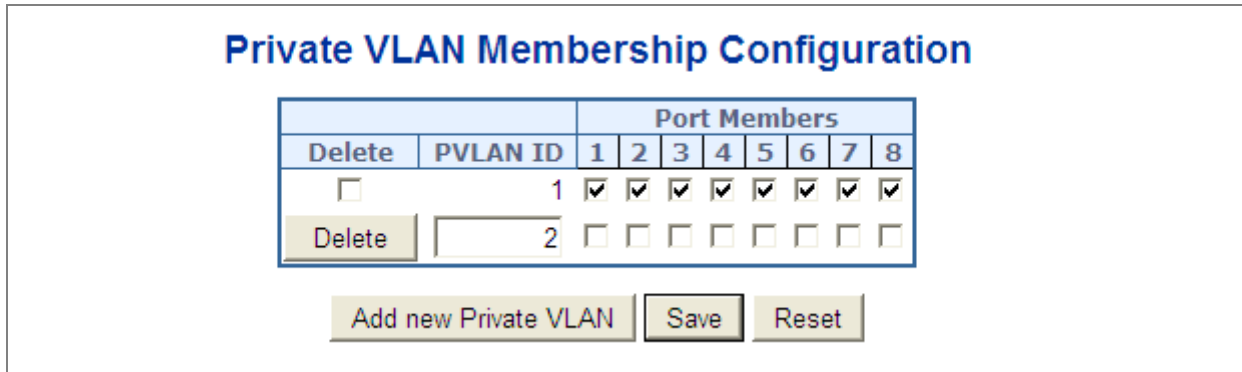 Private VLAN Membership Configuration
Port Members
Delete PVLAN ID 1 2 3 4 5 6 7 8
1
Delete 2
Add new Private VLAN Save Reset